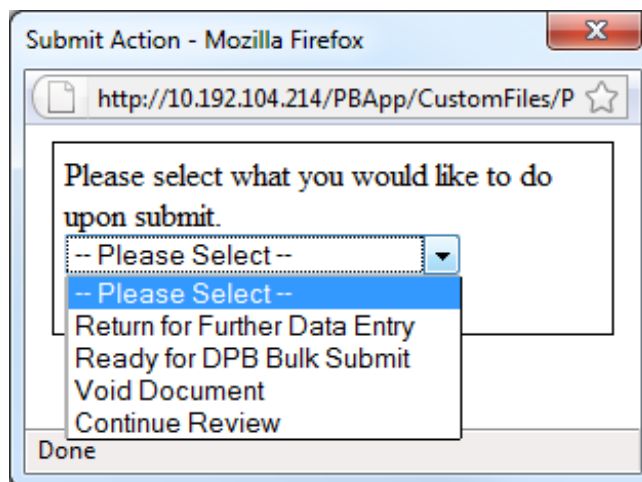 Submit Action - Mozilla Firefox
http://10.192.104.214/PBApp/CustomFiles/P
Please select what you would like to do
upon submit.
-- Please Select --
-- Please Select --
Return for Further Data Entry
Ready for DPB Bulk Submit
Void Document
Continue Review
Done